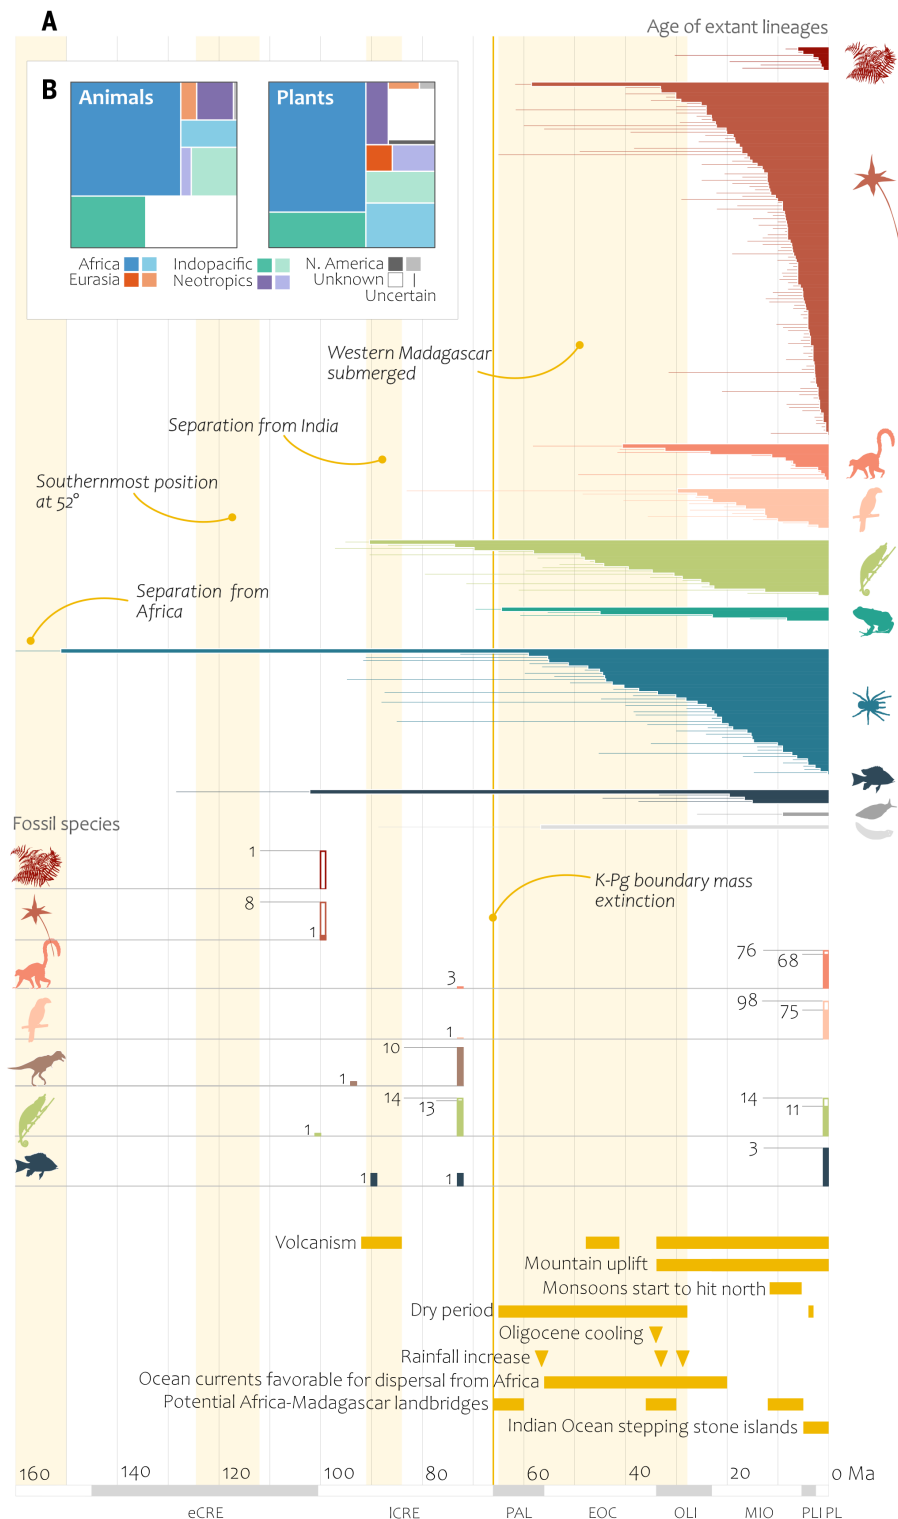 A
Age of extant lineages
B
Animals
Plants
Africa
Indopacific
N. America
Eurasia
Neotropics
Unknown
Uncertain
Western Madagascar
submerged
Separation from India
Southernmost position
at 52°
Separation from
Africa
Fossil species
1
8
1
K-Pg boundary mass
extinction
3
76
68
1
98
75
10
1
14
13
1
14
11
1
1
3
Volcanism
Mountain uplift
Monsoons start to hit north
Dry period
Oligocene cooling
Rainfall increase
Ocean currents favorable for dispersal from Africa
Potential Africa-Madagascar landbridges
Indian Ocean stepping stone islands
160 140 120 100 80 60 40 20 0 Ma
eCRE lCRE PAL EOC OLI MIO PLI PL